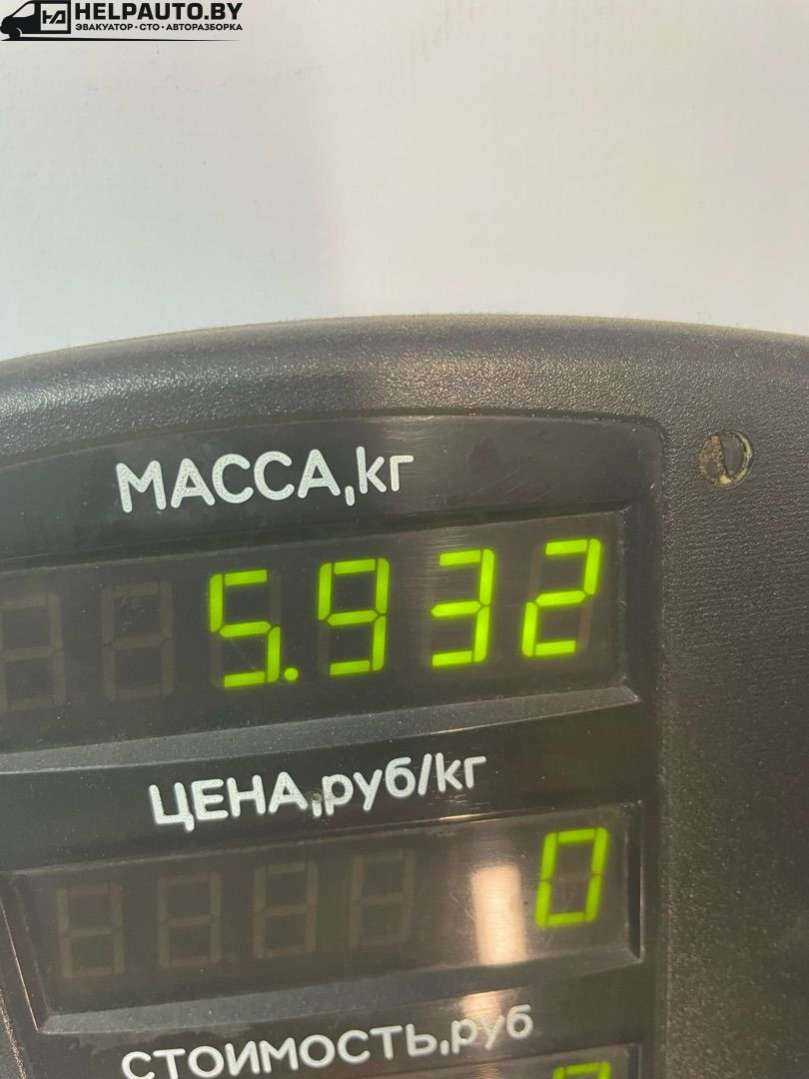 HELPAUTO.BY
ЭВАКУАТОР·СТО·АВТОРАЗБОРКА
МАССА,кг
5.932
ЦЕНА,руб/кг
0
СТОИМОСТЬ,руб